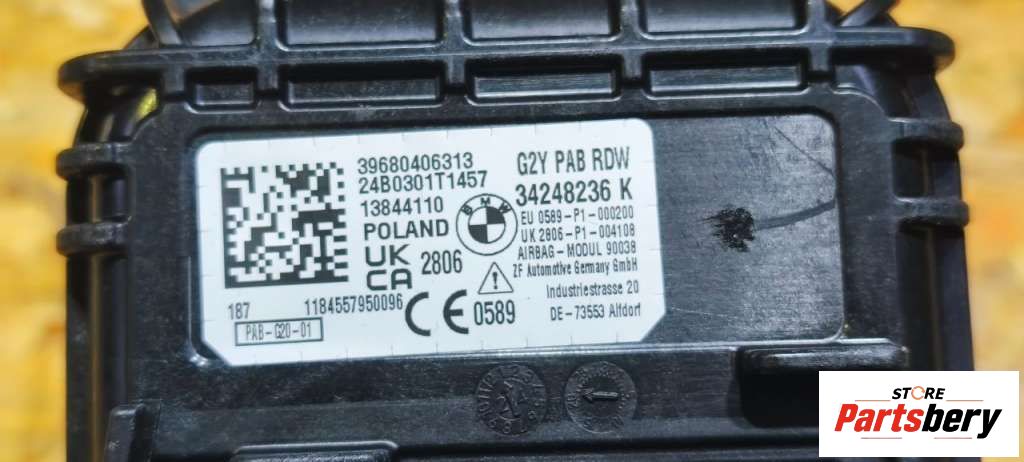 39680406313
24B0301T1457
13844110
POLAND
UK
CA
2806
187
1184557950096
PAB-G20-01
CE 0589
BMW
G2Y PAB RDW
34248236 K
EU 0589-P1-000200
UK 2806-P1-004108
AIRBAG-MODUL 90038
ZF Automotive Germany GmbH
Industriestrasse 20
DE-73553 Alfdorf
STORE
Partsbery